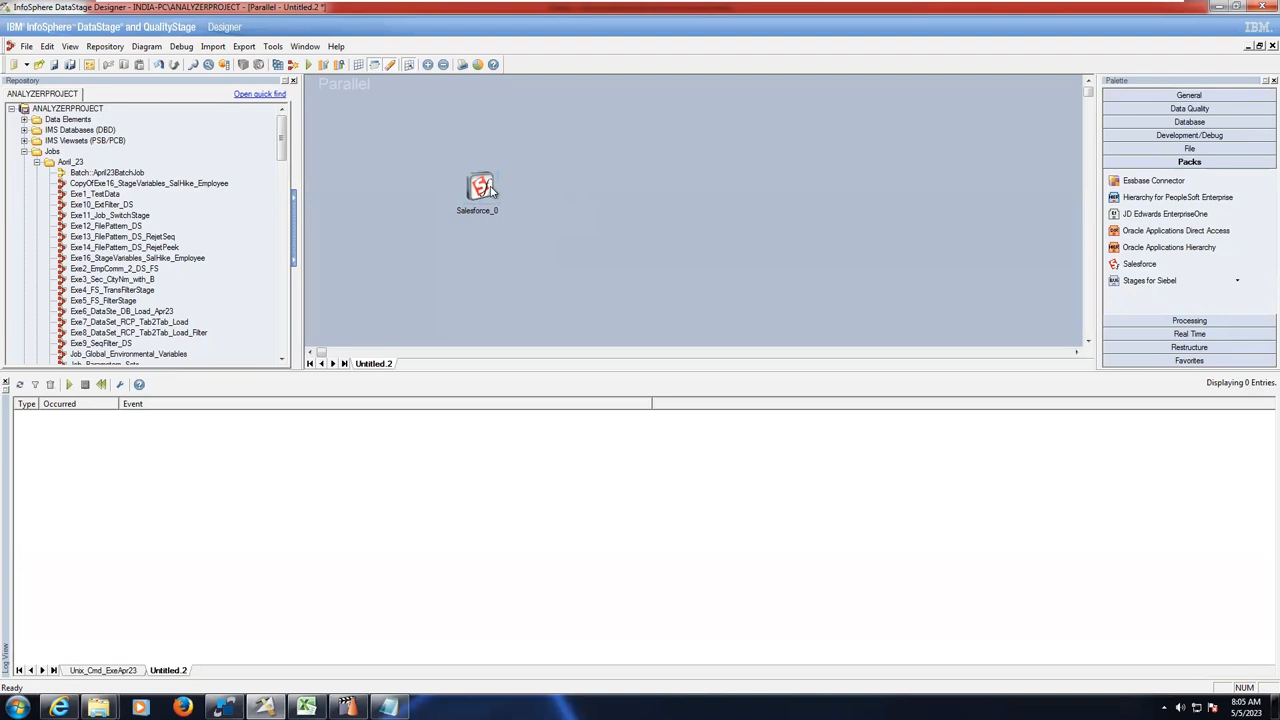 InfoSphere DataStage Designer - INDIA-PC\ANALYZERPROJECT - [Parallel - Untitled.2 *]
IBM® InfoSphere™ DataStage® and QualityStage® Designer
IBM.
File Edit View Repository Diagram Debug Import Export Tools Window Help
Repository
ANALYZERPROJECT
Open quick find
ANALYZERPROJECT
Data Elements
IMS Databases (DBD)
IMS Viewsets (PSB/PCB)
Jobs
April_23
Batch::April23BatchJob
CopyOfExe16_StageVariables_SalHike_Employee
Exe1_TestData
Exe10_ExtFilter_DS
Exe11_Job_SwitchStage
Exe12_FilePattern_DS
Exe13_FilePattern_DS_RejetSeq
Exe14_FilePattern_DS_RejetPeek
Exe16_StageVariables_SalHike_Employee
Exe2_EmpComm_2_DS_FS
Exe3_Sec_CityNm_with_B
Exe4_FS_TransFilterStage
Exe5_FS_FilterStage
Exe6_DataSte_DB_Load_Apr23
Exe7_DataSet_RCP_Tab2Tab_Load
Exe8_DataSet_RCP_Tab2Tab_Load_Filter
Exe9_SeqFilter_DS
Job_Global_Environmental_Variables
Job_Parameters_Sets
Parallel
Salesforce_0
Untitled.2
Palette
General
Data Quality
Database
Development/Debug
File
Packs
Essbase Connector
Hierarchy for PeopleSoft Enterprise
JD Edwards EnterpriseOne
Oracle Applications Direct Access
Oracle Applications Hierarchy
Salesforce
Stages for Siebel
Processing
Real Time
Restructure
Favorites
Displaying 0 Entries.
Type Occurred Event
Log View
Unix_Cmd_ExeApr23 Untitled.2
Ready
NUM
8:05 AM
5/5/2023